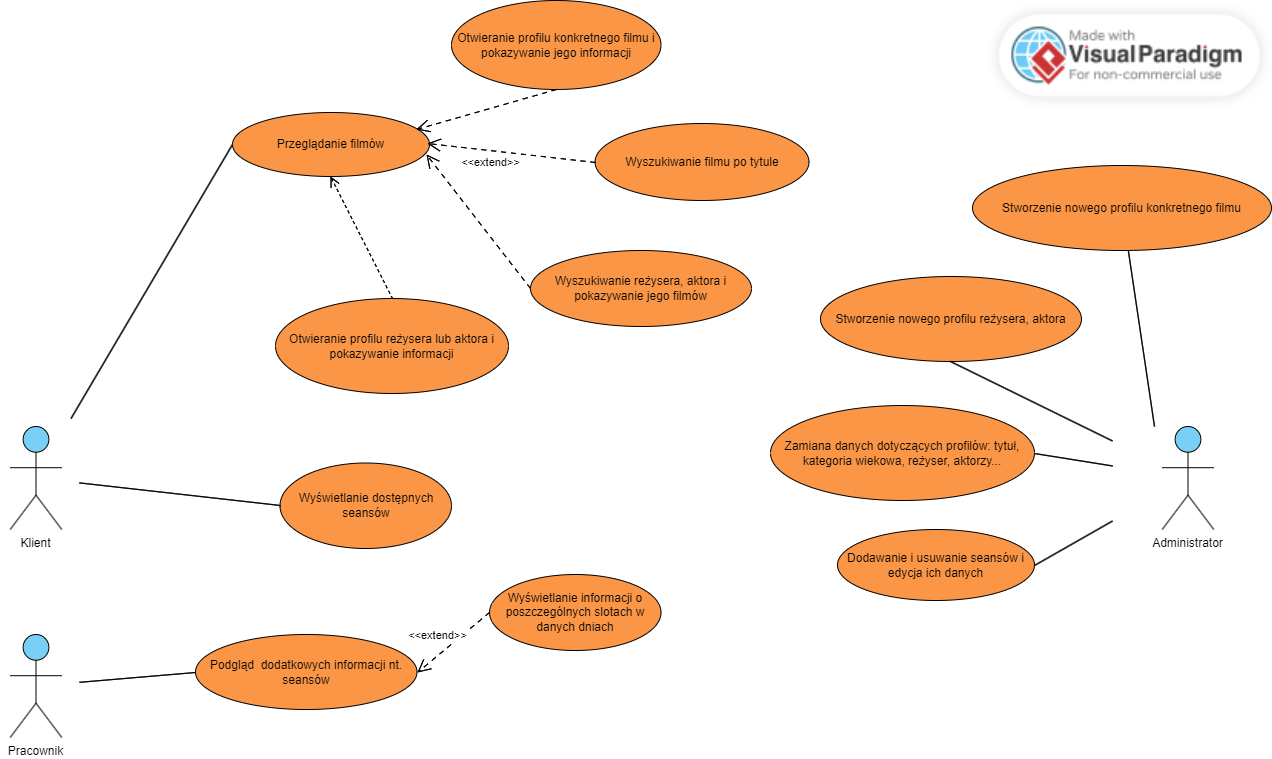 Otwieranie profilu konkretnego filmu i
pokazywanie jego informacji
Made with
Visual Paradigm
For non-commercial use
Przeglądanie filmów
<<extend>>
Wyszukiwanie filmu po tytule
Stworzenie nowego profilu konkretnego filmu
Wyszukiwanie reżysera, aktora i
pokazywanie jego filmów
Stworzenie nowego profilu reżysera, aktora
Otwieranie profilu reżysera lub aktora i
pokazywanie informacji
Zamiana danych dotyczących profilów: tytuł,
kategoria wiekowa, reżyser, aktorzy...
Wyświetlanie dostępnych
seansów
Klient
Administrator
Dodawanie i usuwanie seansów i
edycja ich danych
Wyświetlanie informacji o
poszczególnych slotach w
danych dniach
<<extend>>
Podgląd  dodatkowych informacji nt.
seansów
Pracownik